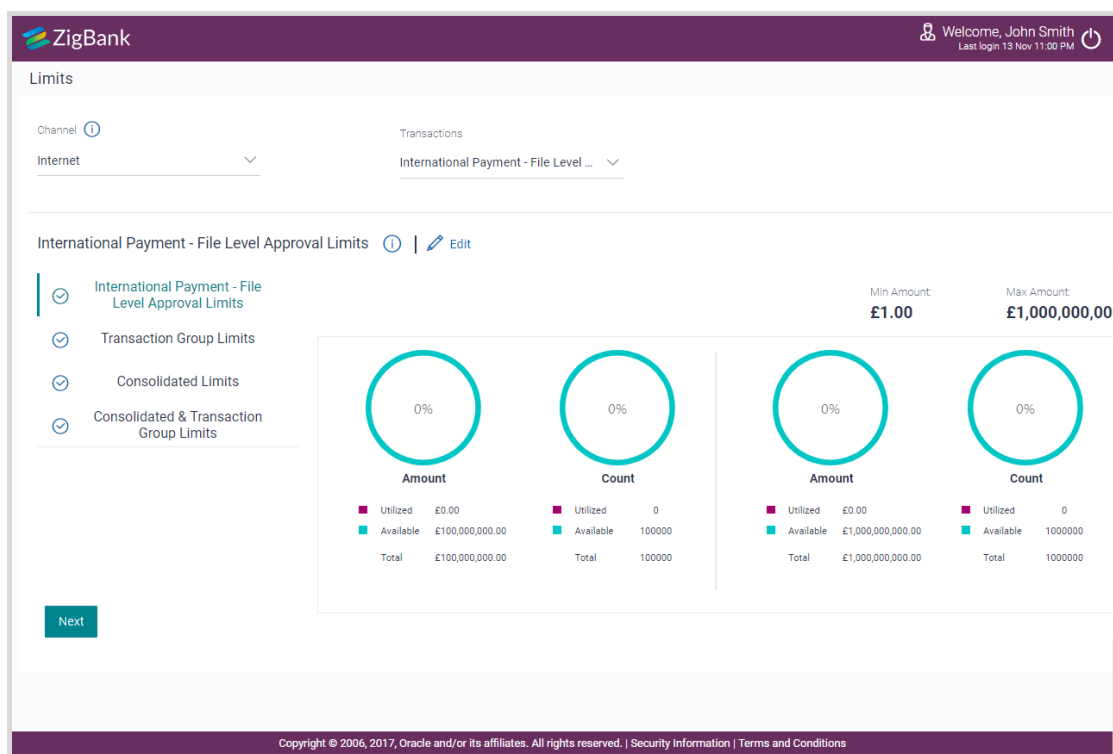 ZigBank
Welcome, John Smith
Last login 13 Nov 11:00 PM
Limits
Channel
Transactions
Internet
International Payment - File Level ...
International Payment - File Level Approval Limits | Edit
International Payment - File
Level Approval Limits
Transaction Group Limits
Consolidated Limits
Consolidated & Transaction
Group Limits
Min Amount:
£1.00
Max Amount:
£1,000,000,00
0%
Amount
Utilized £0.00
Available £100,000,000.00
Total £100,000,000.00
0%
Count
Utilized 0
Available 100000
Total 100000
0%
Amount
Utilized £0.00
Available £1,000,000,000.00
Total £1,000,000,000.00
0%
Count
Utilized 0
Available 1000000
Total 1000000
Next
Copyright © 2006, 2017, Oracle and/or its affiliates. All rights reserved. | Security Information | Terms and Conditions